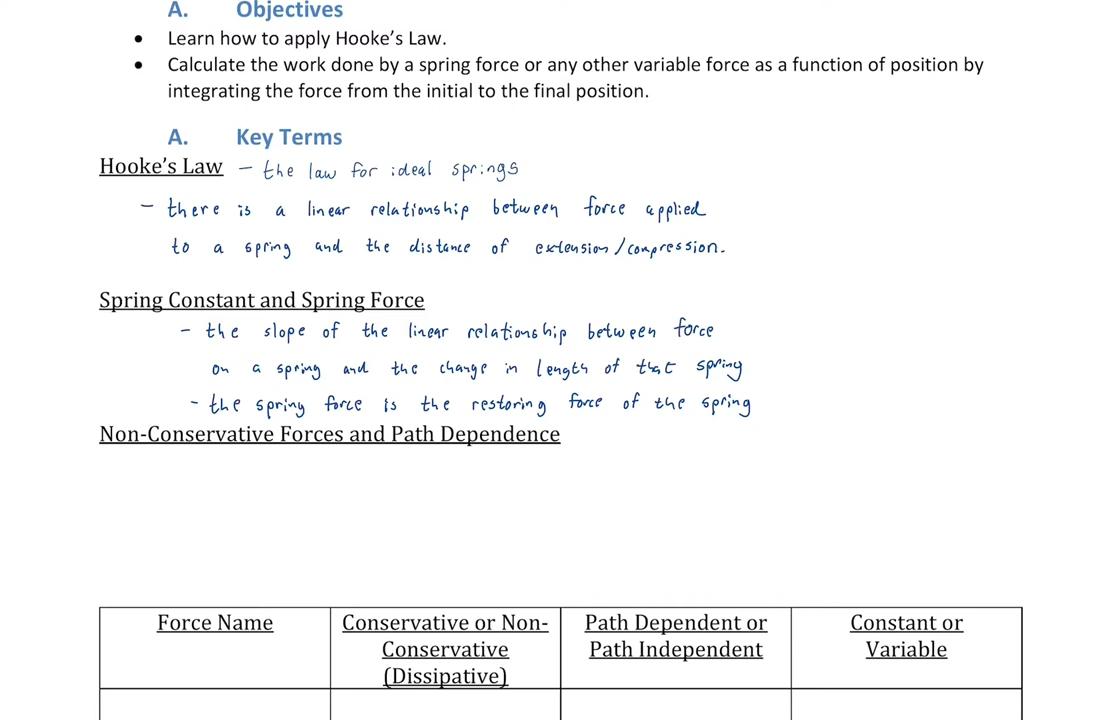 A. Objectives
• Learn how to apply Hooke's Law.
• Calculate the work done by a spring force or any other variable force as a function of position by
integrating the force from the initial to the final position.
A. Key Terms
Hooke's Law - the law for ideal springs
- there is a linear relationship between force applied
to a spring and the distance of extension/compression.
Spring Constant and Spring Force
- the slope of the linear relationship between force
on a spring and the change in length of that spring
- the spring force is the restoring force of the spring
Non-Conservative Forces and Path Dependence
Force Name
Conservative or Non-
Conservative
(Dissipative)
Path Dependent or
Path Independent
Constant or
Variable